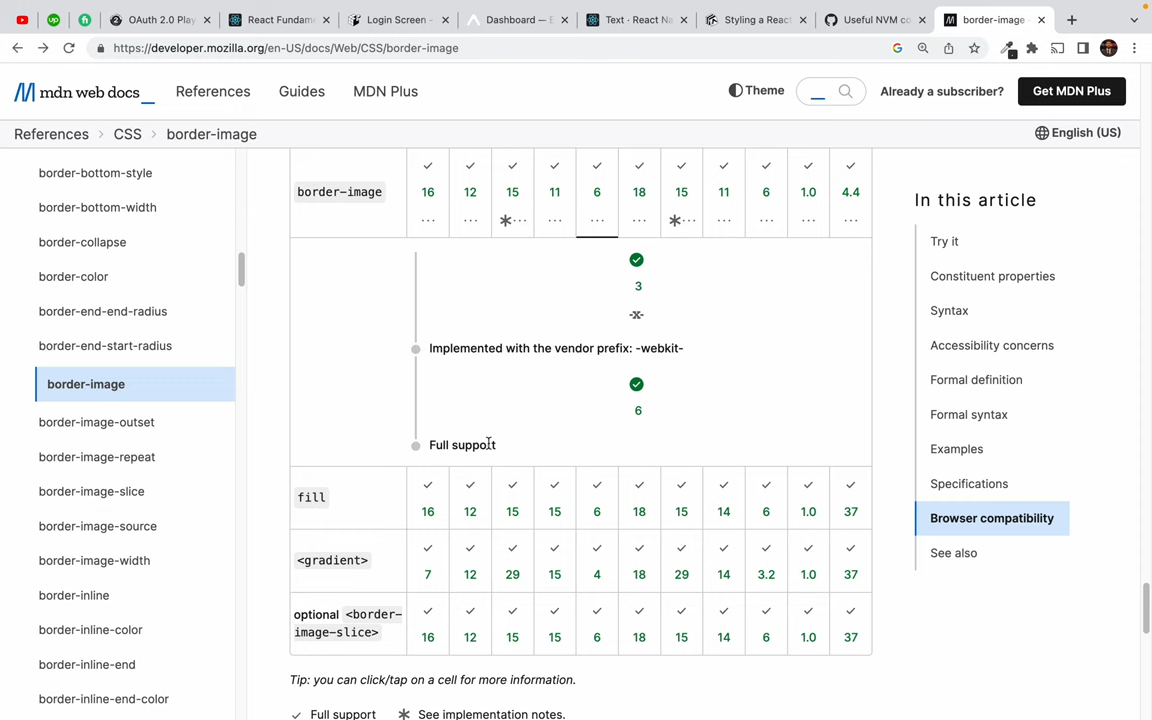 OAuth 2.0 Play
React Fundam
Login Screen –
Dashboard — E
Text · React Na
Styling a React
Useful NVM co
border-image
https://developer.mozilla.org/en-US/docs/Web/CSS/border-image
mdn web docs
References
Guides
MDN Plus
Theme
Already a subscriber?
Get MDN Plus
References > CSS > border-image
English (US)
border-bottom-style
border-bottom-width
border-collapse
border-color
border-end-end-radius
border-end-start-radius
border-image
border-image-outset
border-image-repeat
border-image-slice
border-image-source
border-image-width
border-inline
border-inline-color
border-inline-end
border-inline-end-color
border-image 16 12 15 11 6 18 15 11 6 1.0 4.4
3
-x-
Implemented with the vendor prefix: -webkit-
6
Full support
fill 16 12 15 15 6 18 15 14 6 1.0 37
<gradient> 7 12 29 15 4 18 29 14 3.2 1.0 37
optional <border-
image-slice> 16 12 15 15 6 18 15 14 6 1.0 37
Tip: you can click/tap on a cell for more information.
Full support
See implementation notes.
In this article
Try it
Constituent properties
Syntax
Accessibility concerns
Formal definition
Formal syntax
Examples
Specifications
Browser compatibility
See also